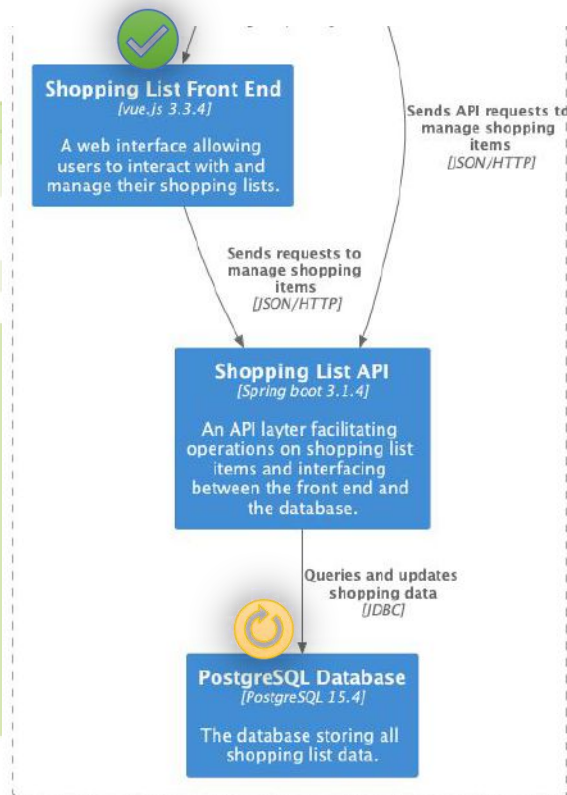 Shopping List Front End
[vue.js 3.3.4]
A web interface allowing
users to interact with and
manage their shopping lists.
Sends API requests to
manage shopping
items
[JSON/HTTP]
Sends requests to
manage shopping
items
[JSON/HTTP]
Shopping List API
[Spring boot 3.1.4]
An API layter facilitating
operations on shopping list
items and interfacing
between the front end and
the database.
Queries and updates
shopping data
[JDBC]
PostgreSQL Database
[PostgreSQL 15.4]
The database storing all
shopping list data.